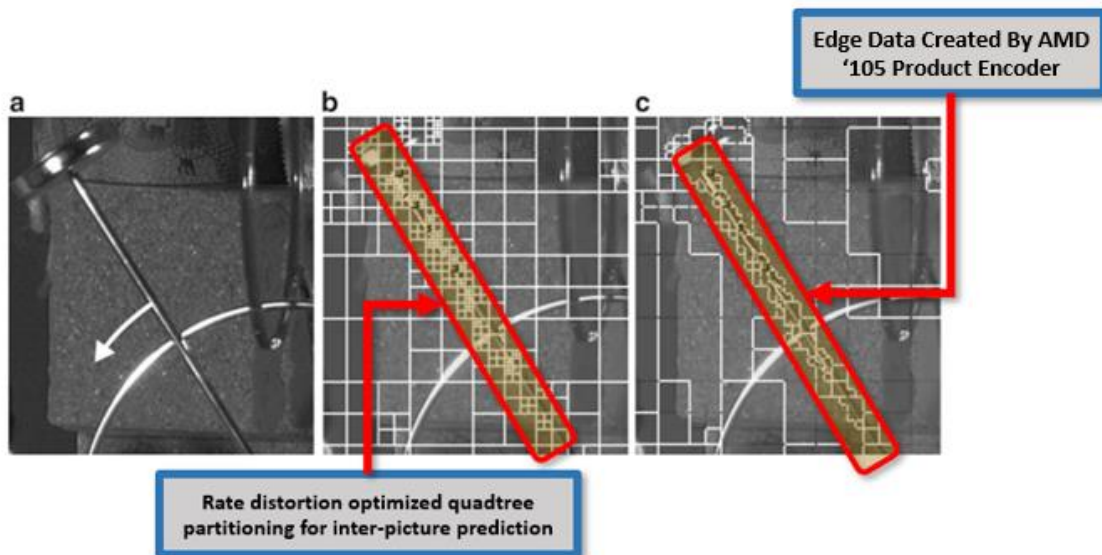 Edge Data Created By AMD
‘105 Product Encoder
a
b
c
Rate distortion optimized quadtree
partitioning for inter-picture prediction